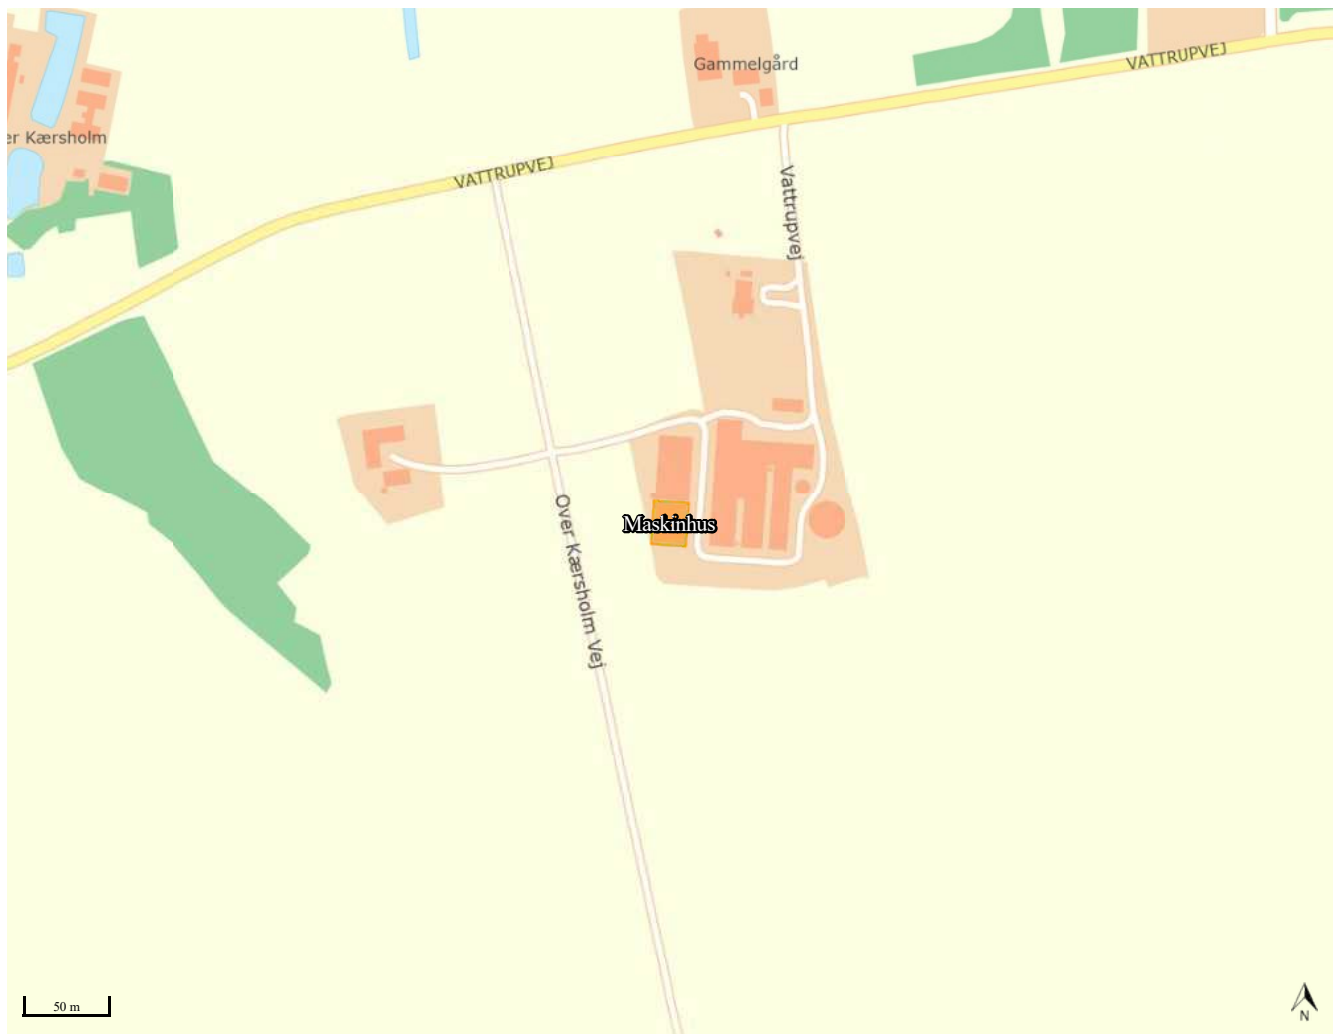 Gammelgård
VATTRUPVEJ
er Kærsholm
VATTRUPVEJ
Vattrupvej
Maskinhus
Over Kærsholm Vej
50 m
N